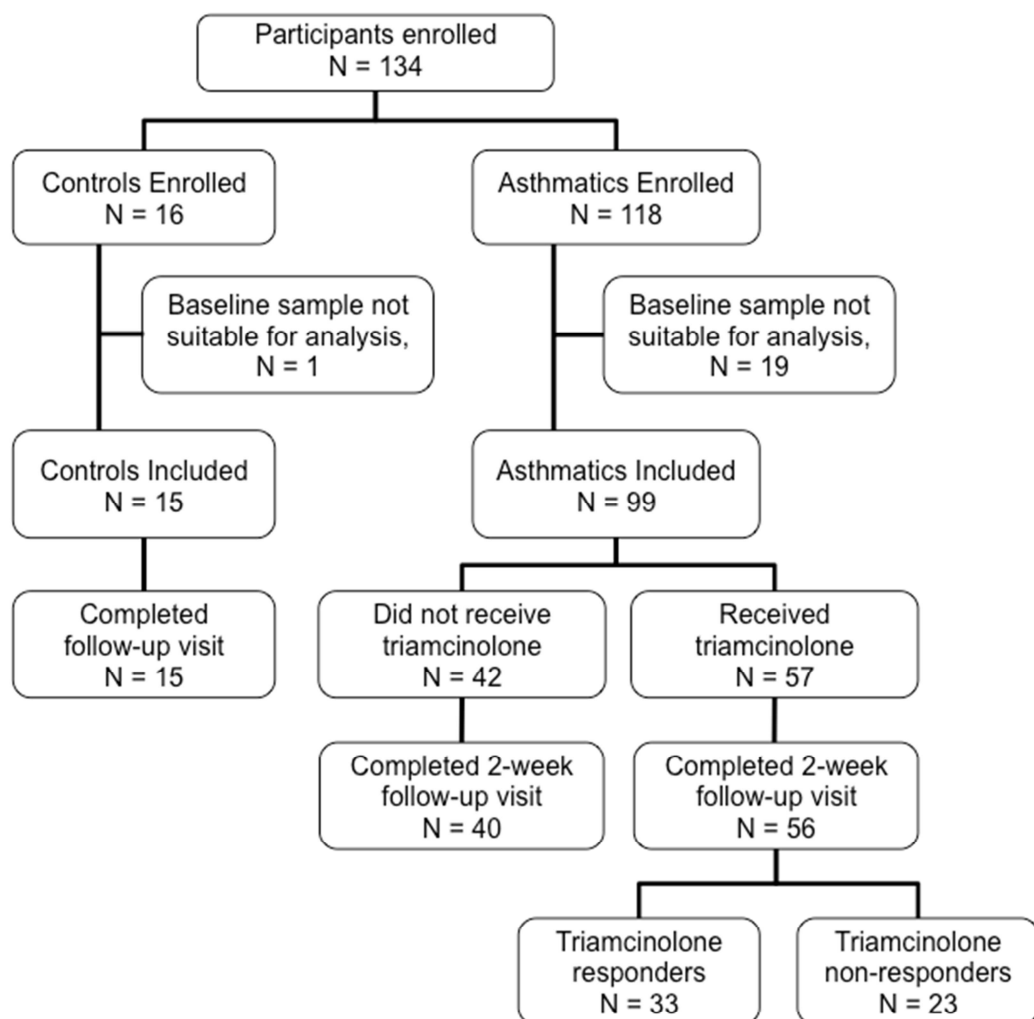 Participants enrolled
N = 134
Controls Enrolled
N = 16
Asthmatics Enrolled
N = 118
Baseline sample not
suitable for analysis,
N = 1
Baseline sample not
suitable for analysis,
N = 19
Controls Included
N = 15
Asthmatics Included
N = 99
Completed
follow-up visit
N = 15
Did not receive
triamcinolone
N = 42
Received
triamcinolone
N = 57
Completed 2-week
follow-up visit
N = 40
Completed 2-week
follow-up visit
N = 56
Triamcinolone
responders
N = 33
Triamcinolone
non-responders
N = 23